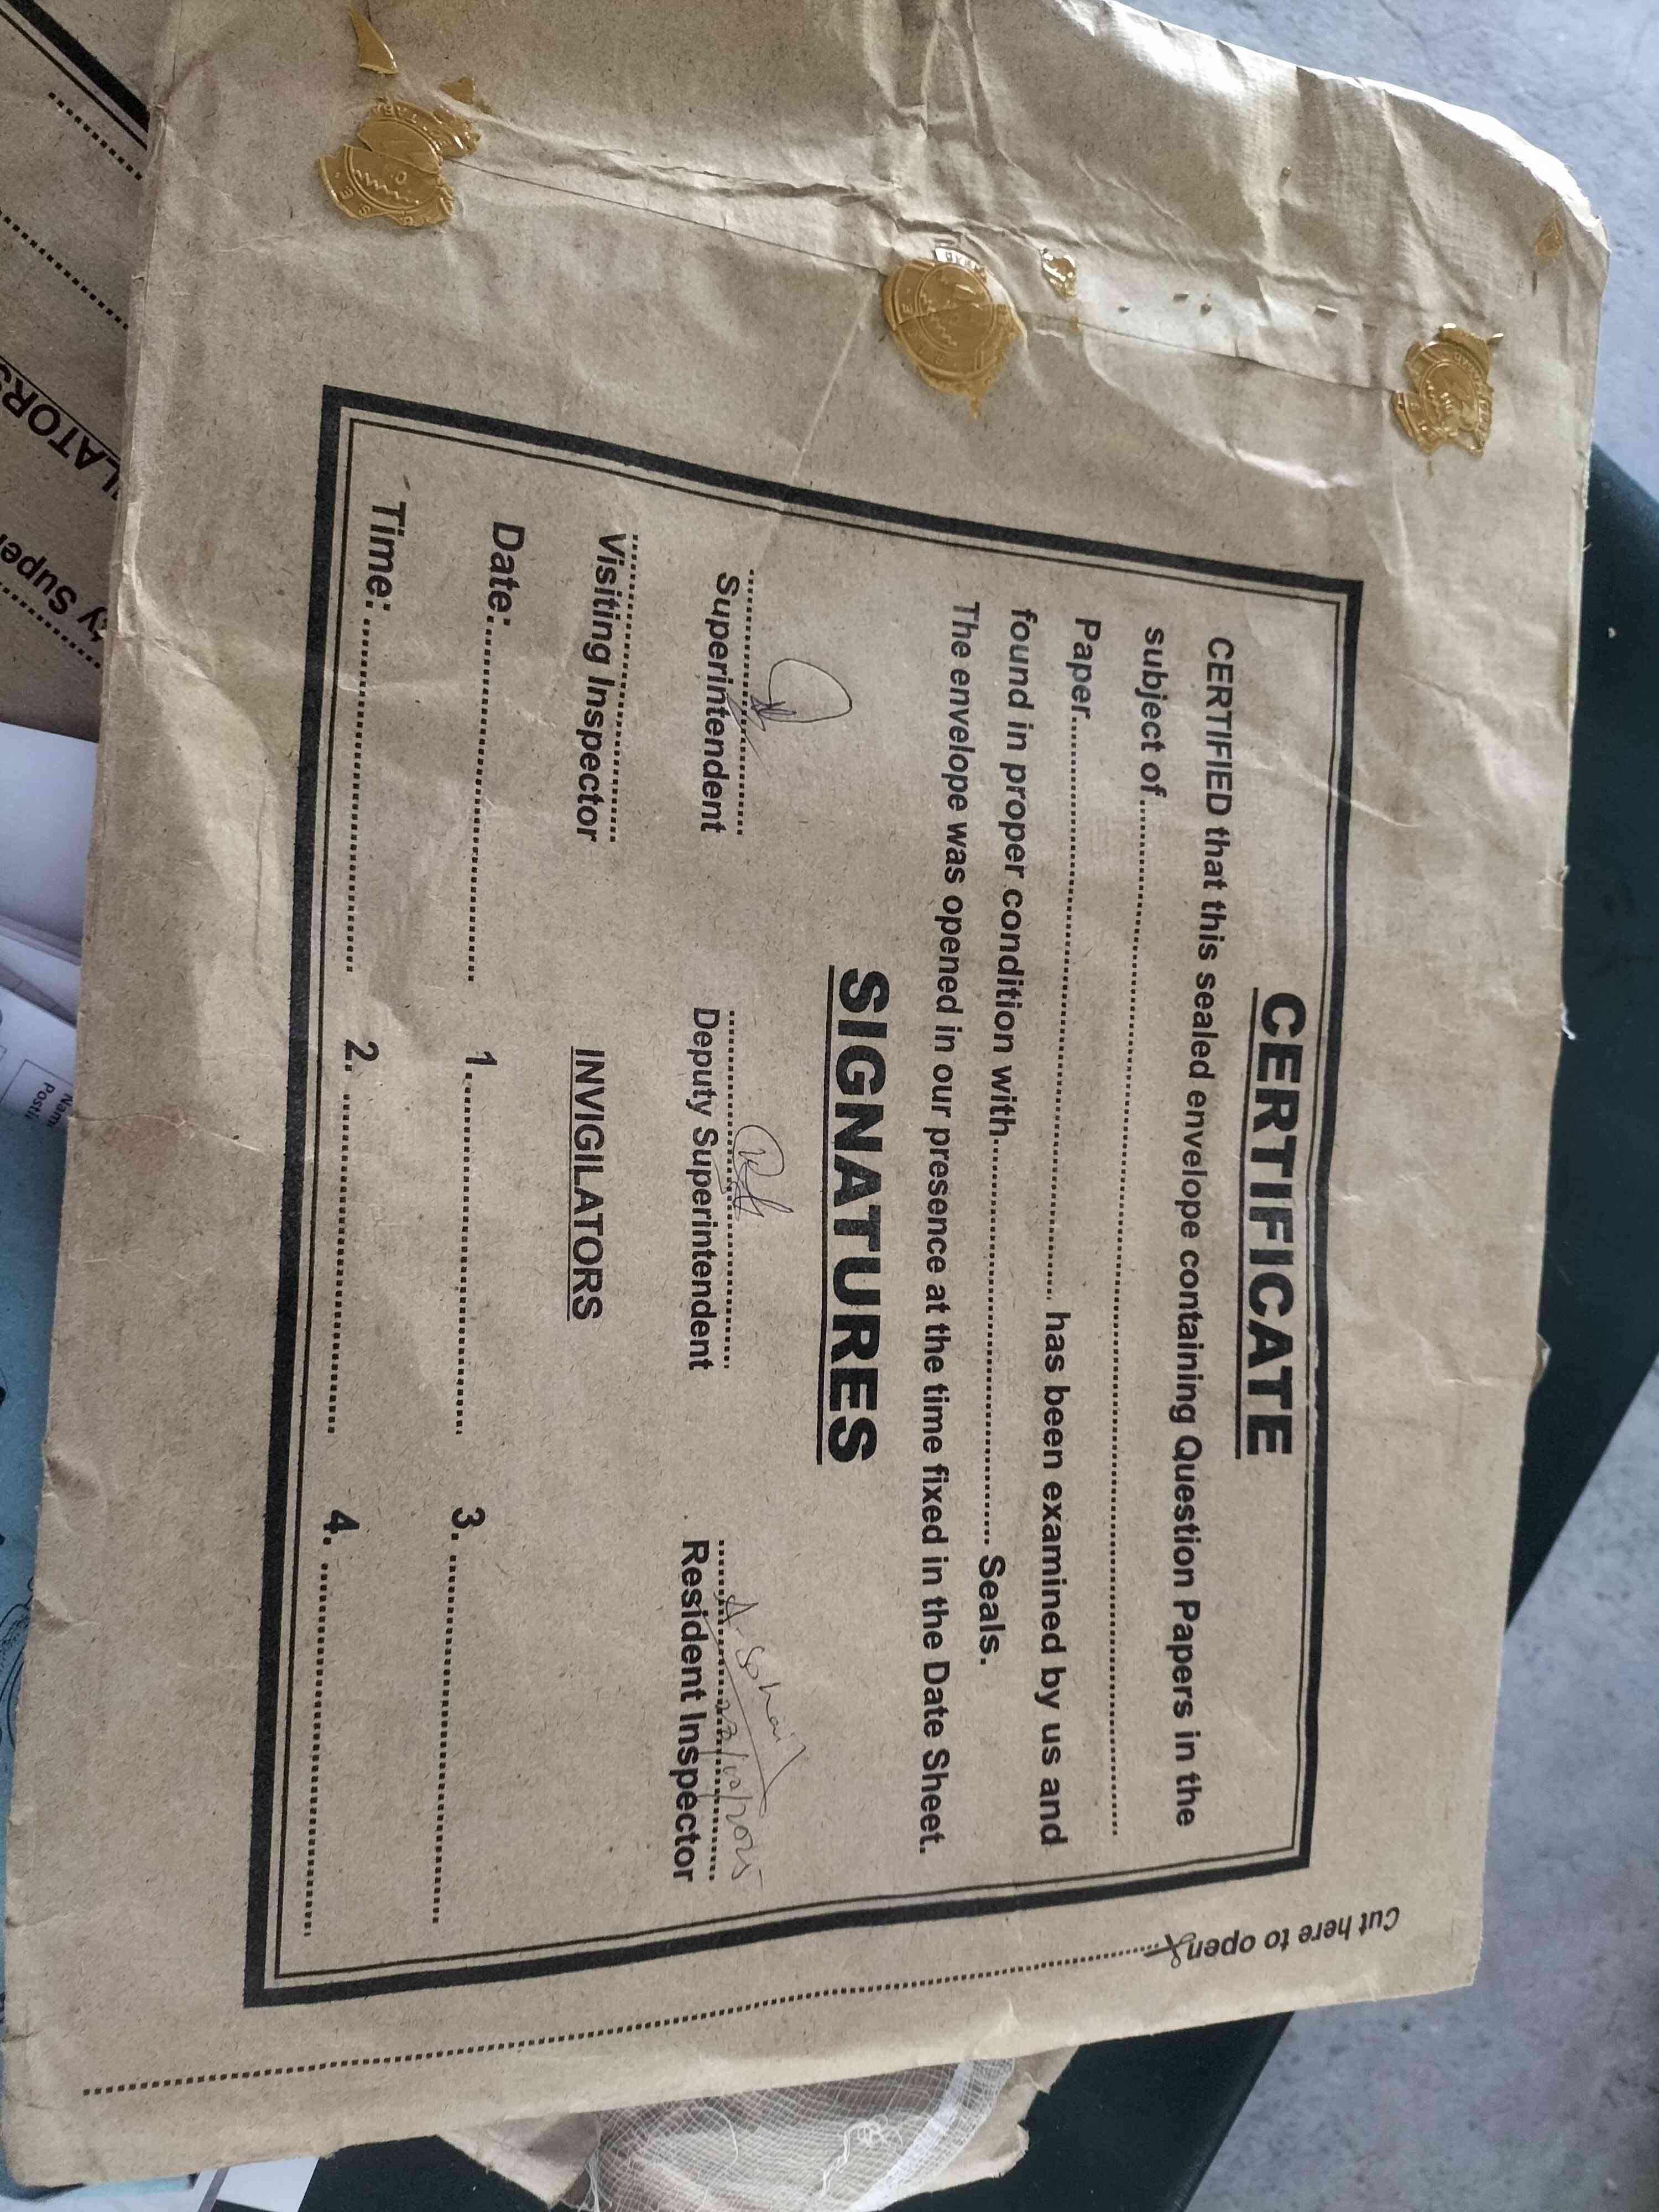 CERTIFICATE
CERTIFIED that this sealed envelope containing Question Papers in the
subject of
Paper has been examined by us and
found in proper condition with Seals.
The envelope was opened in our presence at the time fixed in the Date Sheet.
SIGNATURES
22/10/2025
Superintendent Deputy Superintendent Resident Inspector
Visiting Inspector INVIGILATORS
Date: 1. 3.
Time: 2. 4.
Cut here to open